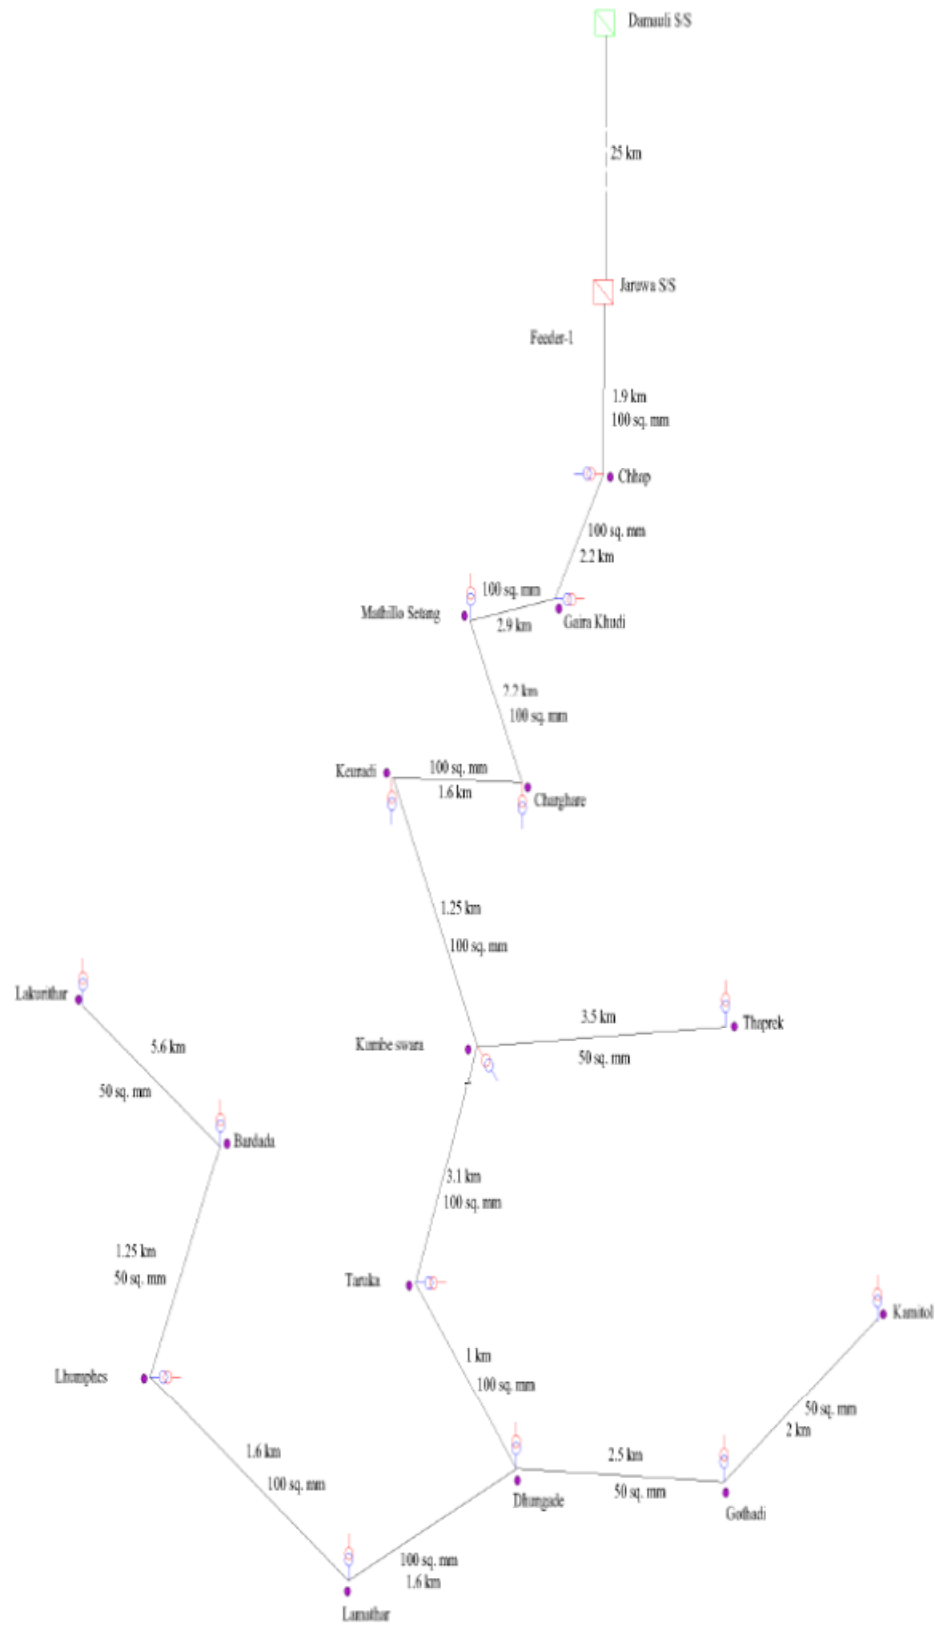 Damauli S/S
25 km
Jaruwa S/S
Feeder-1
1.9 km
100 sq. mm
Chhap
100 sq. mm
2.2 km
100 sq. mm
Mathillo Setang
2.9 km
Gaira Khudi
2.2 km
100 sq. mm
Keuradi
100 sq. mm
1.6 km
Charghare
1.25 km
100 sq. mm
Lakurithar
5.6 km
50 sq. mm
Bardada
Kumbeswara
3.5 km
50 sq. mm
Thaprek
3.1 km
100 sq. mm
1.25 km
50 sq. mm
Taruka
Kamitol
Lhumphes
1 km
100 sq. mm
50 sq. mm
2 km
1.6 km
100 sq. mm
2.5 km
50 sq. mm
Dhungade
Gothadi
100 sq. mm
1.6 km
Lamathar